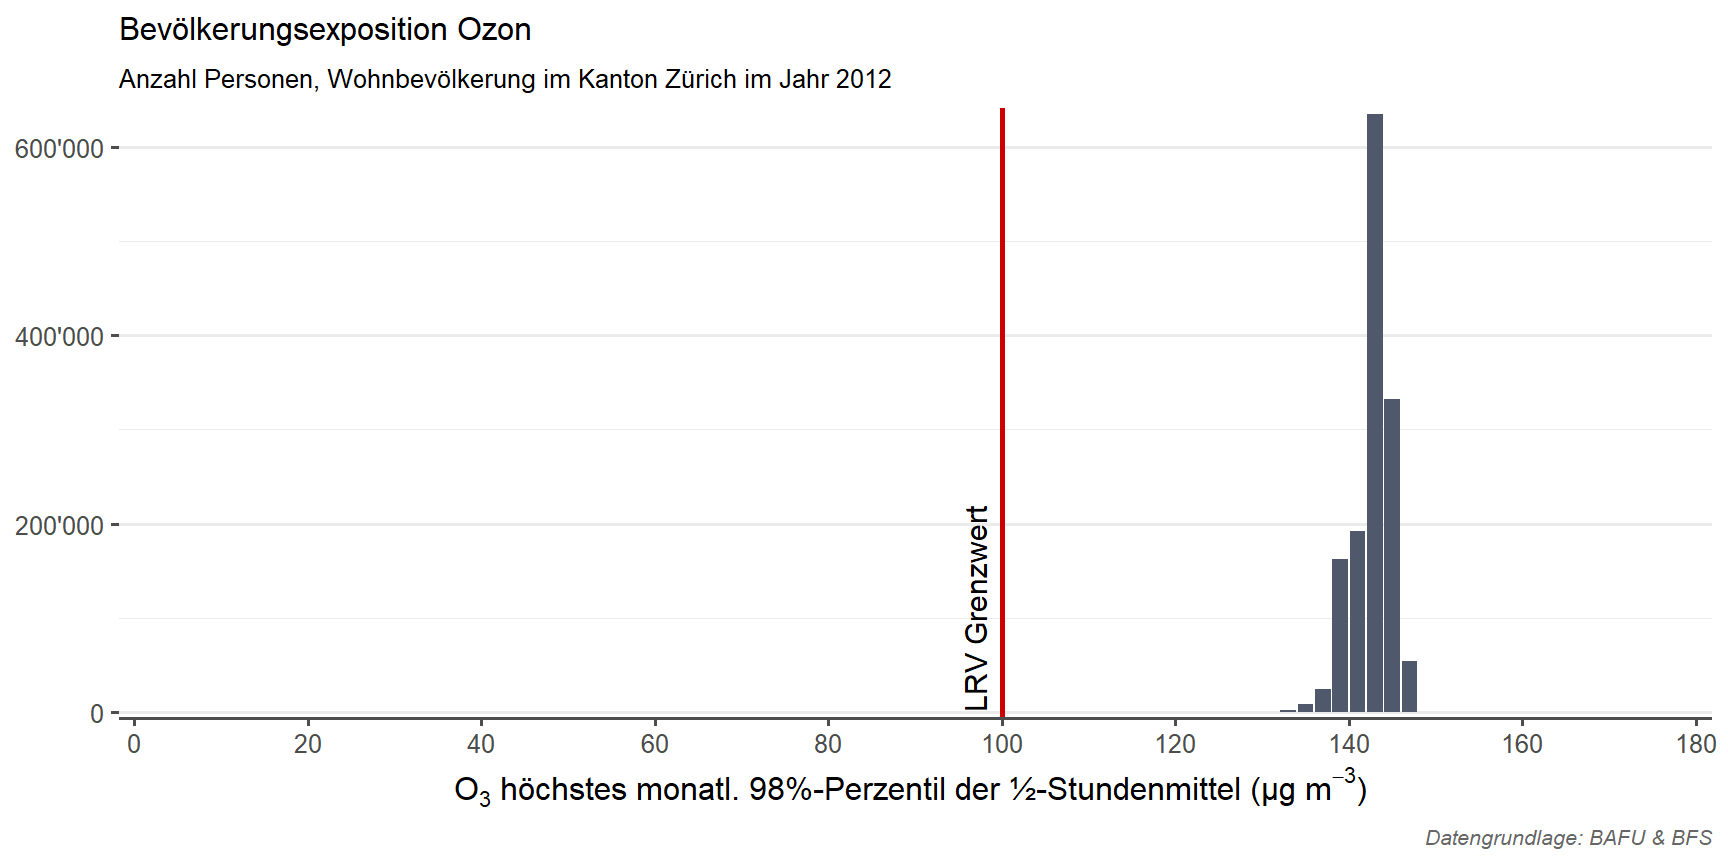 Bevölkerungsexposition Ozon
Anzahl Personen, Wohnbevölkerung im Kanton Zürich im Jahr 2012
600'000
400'000
200'000
0
LRV Grenzwert
0 20 40 60 80 100 120 140 160 180
O₃ höchstes monatl. 98%-Perzentil der ½-Stundenmittel (µg m⁻³)
Datengrundlage: BAFU & BFS